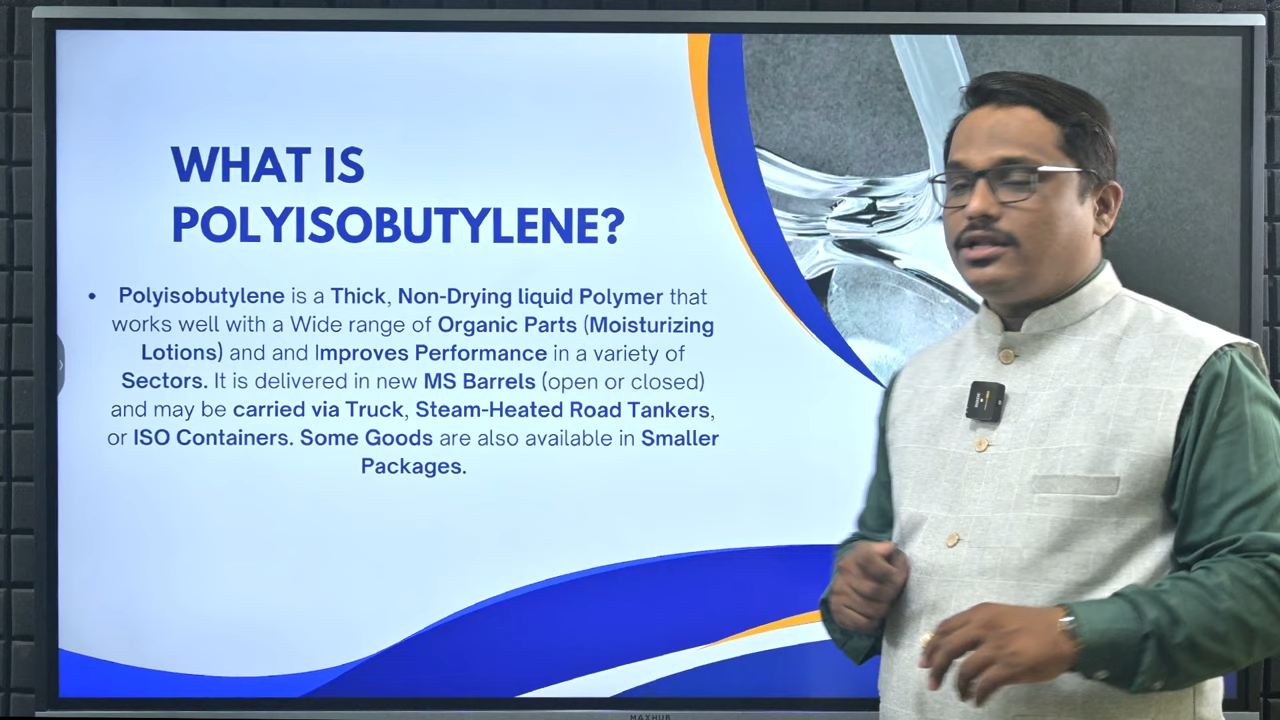 WHAT IS
POLYISOBUTYLENE?
• Polyisobutylene is a Thick, Non-Drying liquid Polymer that
works well with a Wide range of Organic Parts (Moisturizing
Lotions) and and Improves Performance in a variety of
Sectors. It is delivered in new MS Barrels (open or closed)
and may be carried via Truck, Steam-Heated Road Tankers,
or ISO Containers. Some Goods are also available in Smaller
Packages.
MAXHUB